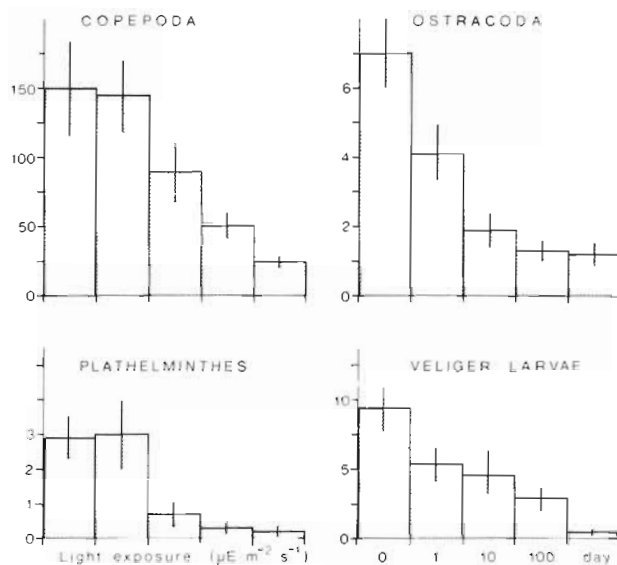 COPEPODA
150
100
50
0
OSTRACODA
6
4
2
0
PLATHELMINTHES
3
2
1
0
Light exposure (µE m⁻² s⁻¹)
VELIGER LARVAE
10
5
0
0 1 10 100 day